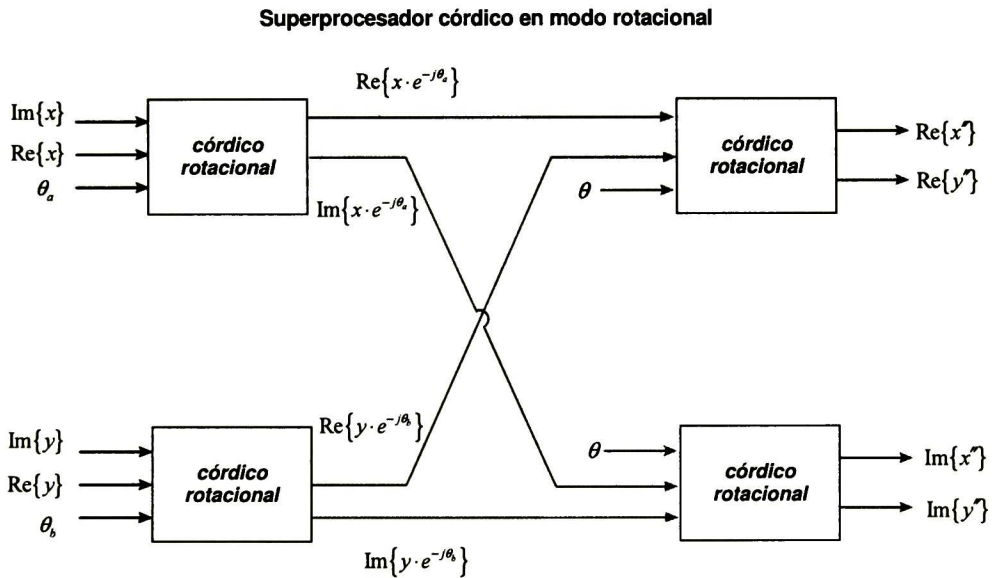 Superprocesador córdico en modo rotacional
Re{x·e^{-jθ_a}}
Im{x}
Re{x}
θ_a
córdico
rotacional
Im{x·e^{-jθ_a}}
θ
córdico
rotacional
Re{x″}
Re{y″}
Re{y·e^{-jθ_b}}
Im{y}
Re{y}
θ_b
córdico
rotacional
Im{y·e^{-jθ_b}}
θ
córdico
rotacional
Im{x″}
Im{y″}